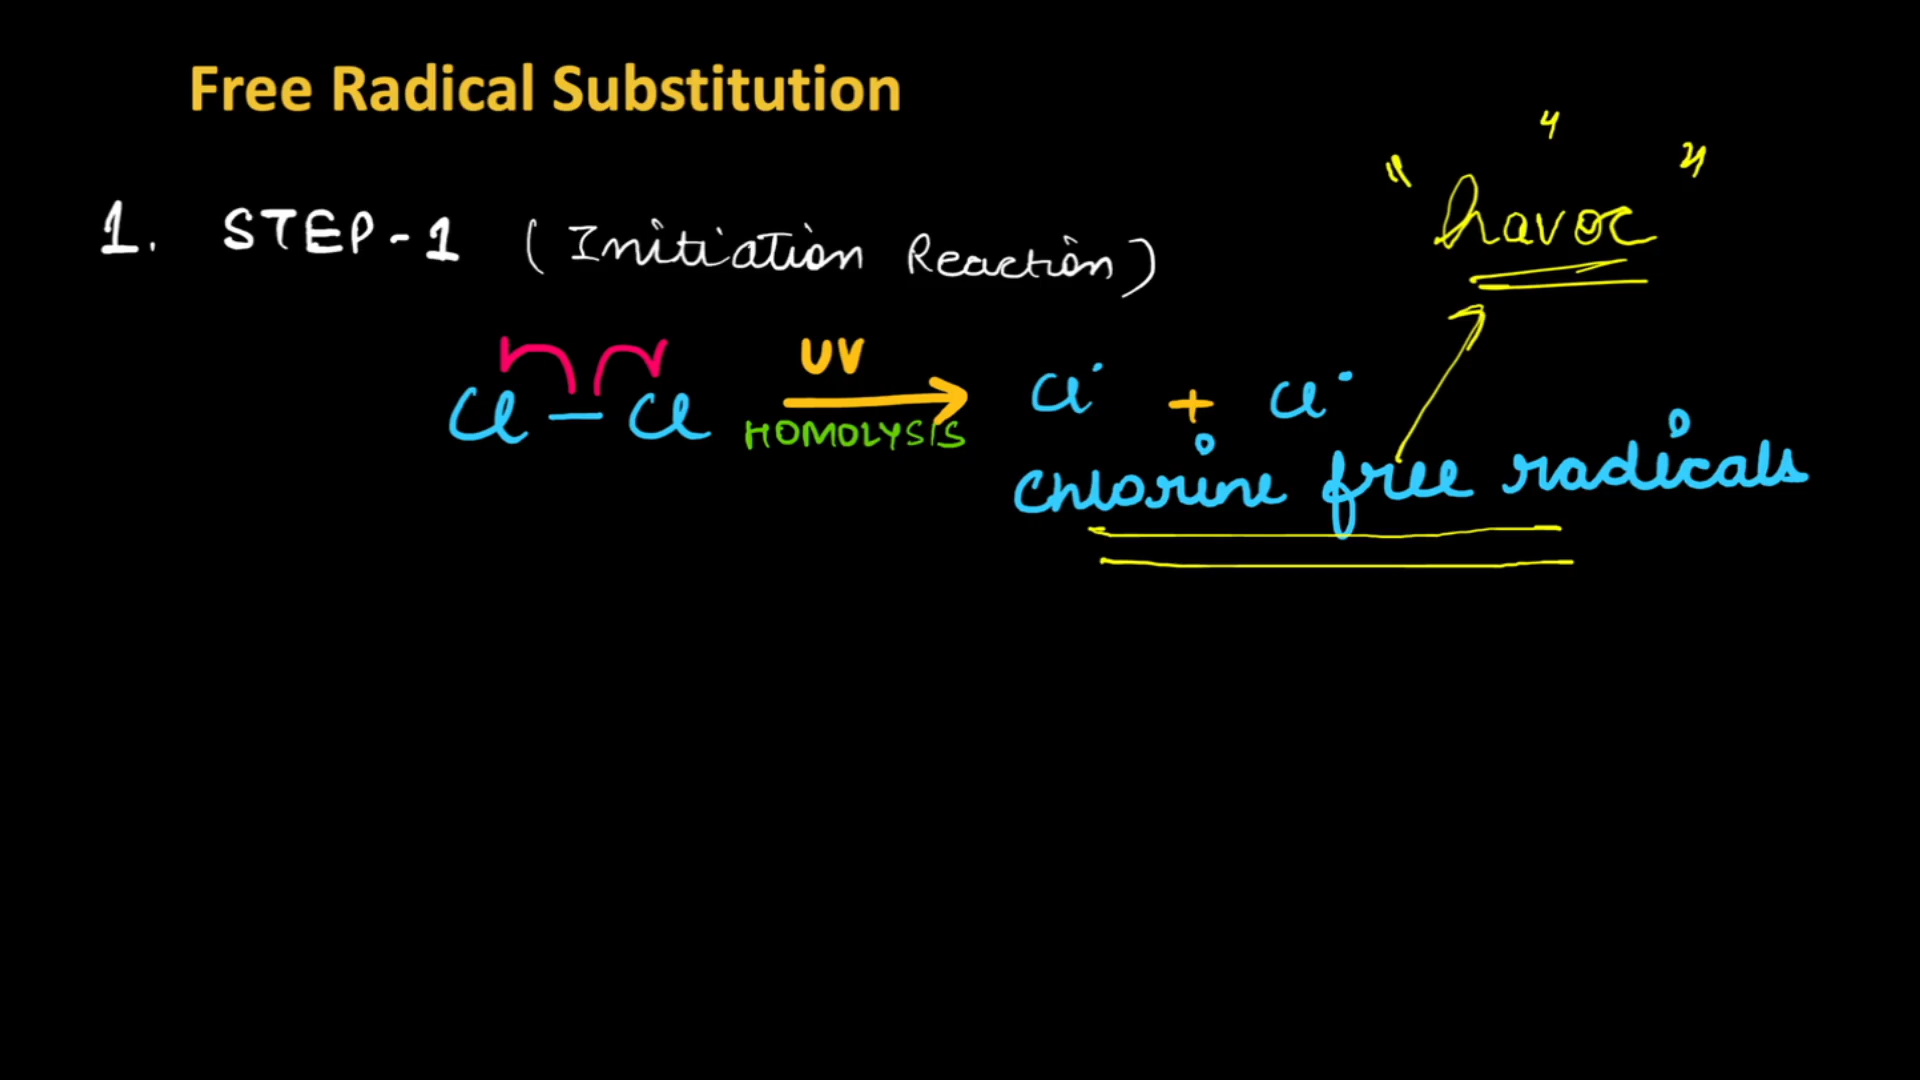 Free Radical Substitution
"havoc"
1. STEP-1 (Initiation Reaction)
Cl – Cl UV HOMOLYSIS Cl· + Cl·
chlorine free radicals